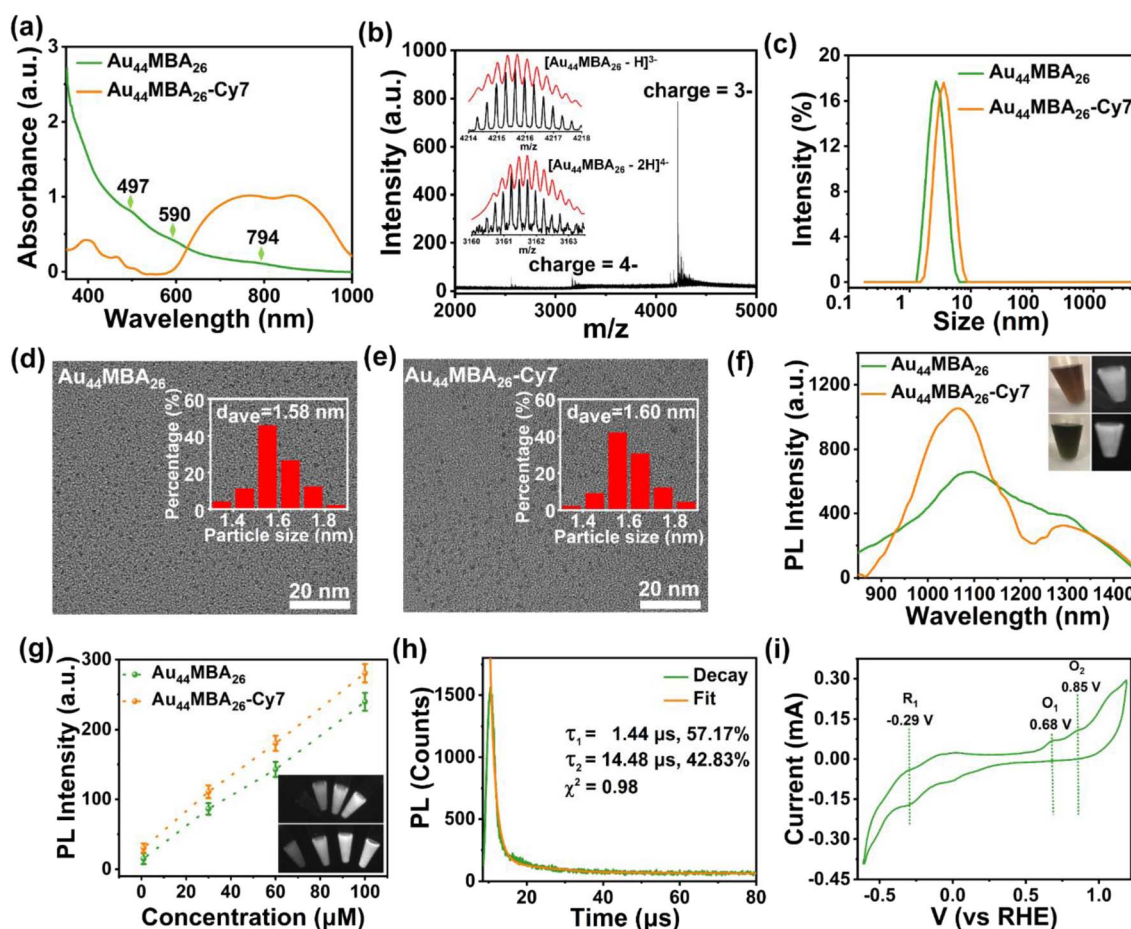 (a)
Au₄₄MBA₂₆
Au₄₄MBA₂₆-Cy7
497
590
794
Absorbance (a.u.)
3
2
1
0
400 600 800 1000
Wavelength (nm)
(b)
[Au₄₄MBA₂₆ - H]³⁻
charge = 3-
4214 4215 4216 4217 4218
m/z
[Au₄₄MBA₂₆ - 2H]⁴⁻
3160 3161 3162 3163
m/z
charge = 4-
Intensity (a.u.)
1000
800
600
400
200
0
2000 3000 4000 5000
m/z
(c)
Au₄₄MBA₂₆
Au₄₄MBA₂₆-Cy7
Intensity (%)
20
16
12
8
4
0
0.1 1 10 1000
Size (nm)
(d)
Au₄₄MBA₂₆
dave=1.58 nm
Percentage (%)
60
40
20
0
1.4 1.6 1.8
Particle size (nm)
20 nm
(e)
Au₄₄MBA₂₆-Cy7
dave=1.60 nm
Percentage (%)
60
40
20
0
1.4 1.6 1.8
Particle size (nm)
20 nm
(f)
Au₄₄MBA₂₆
Au₄₄MBA₂₆-Cy7
PL Intensity (a.u.)
1200
800
400
0
900 1000 1100 1200 1300 1400
Wavelength (nm)
(g)
Au₄₄MBA₂₆
Au₄₄MBA₂₆-Cy7
PL Intensity (a.u.)
300
200
100
0
0 20 40 60 80 100
Concentration (µM)
(h)
Decay
Fit
τ₁ = 1.44 µs, 57.17%
τ₂ = 14.48 µs, 42.83%
χ² = 0.98
PL (Counts)
1500
1000
500
0
20 40 60 80
Time (µs)
(i)
R₁
-0.29 V
O₁
0.68 V
O₂
0.85 V
Current (mA)
0.30
0.15
0.00
-0.15
-0.30
-0.45
-0.5 0.0 0.5 1.0
V (vs RHE)